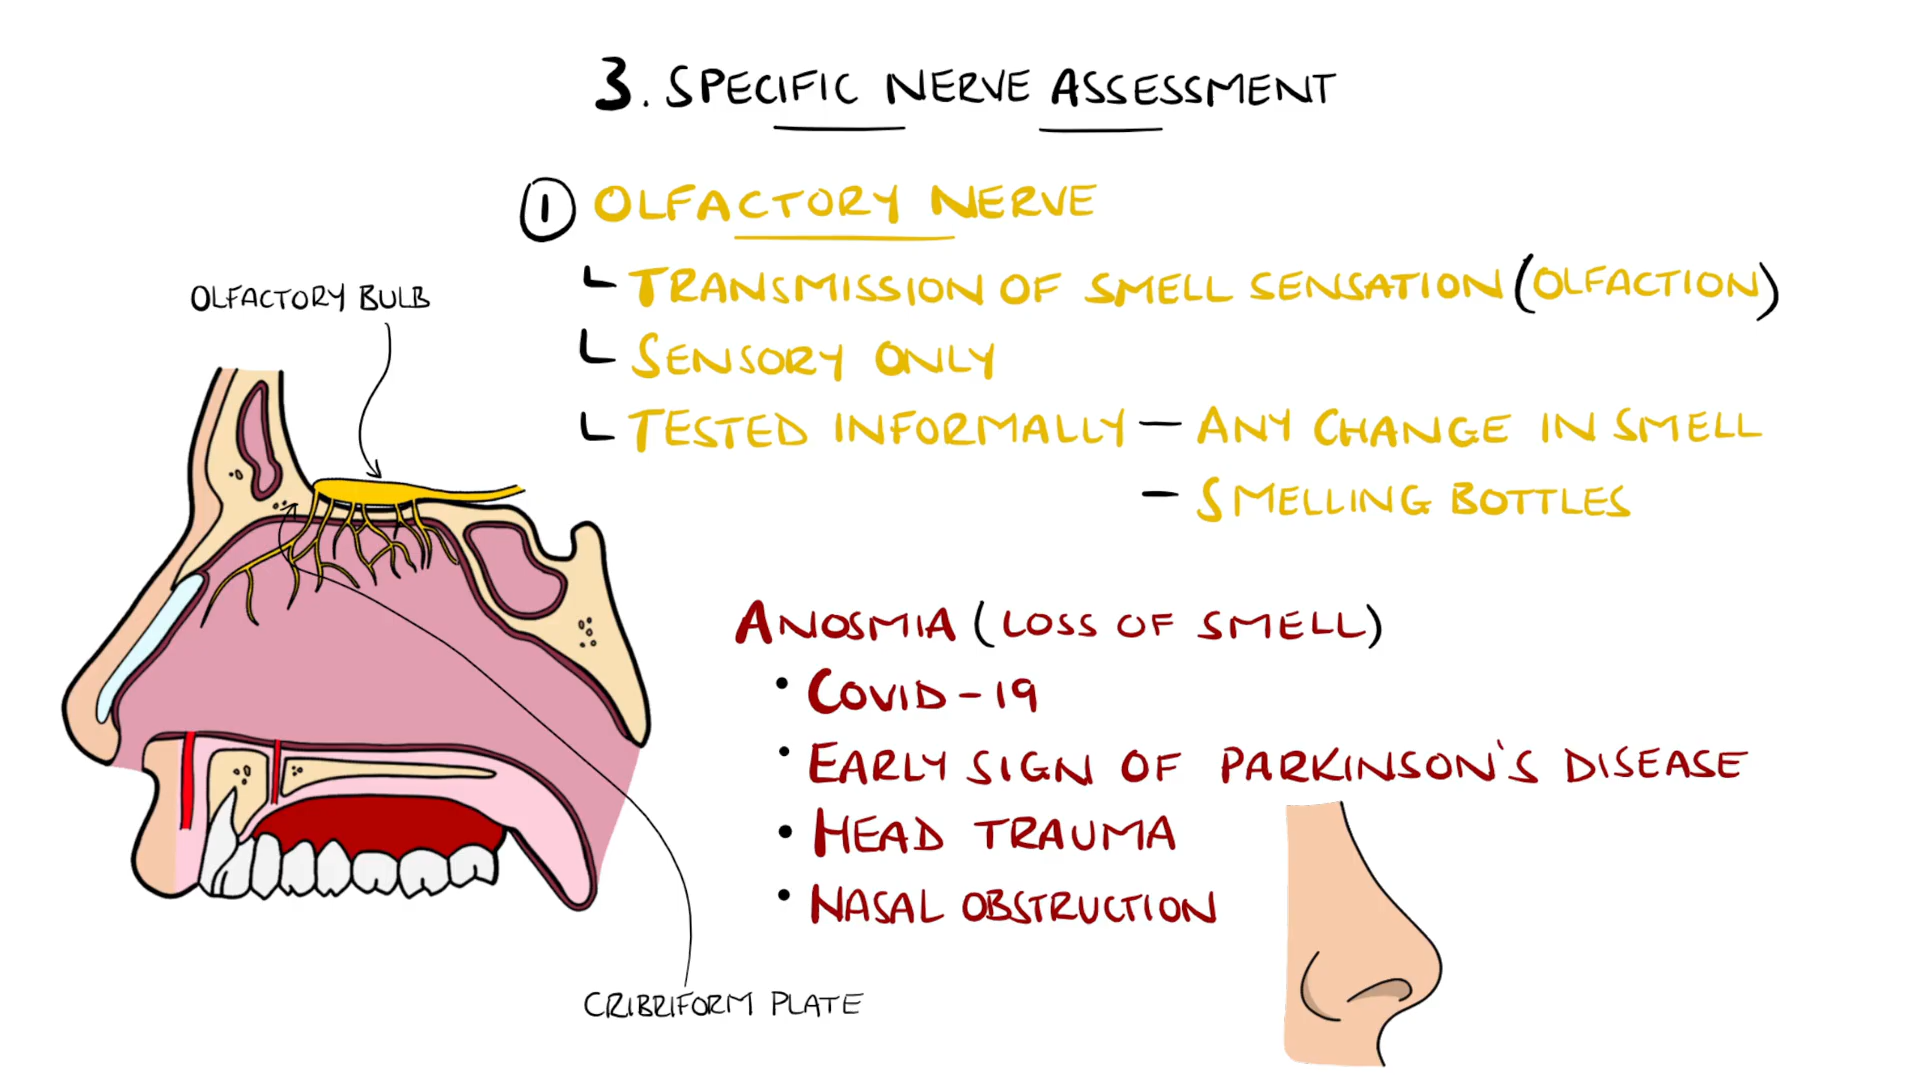 3. SPECIFIC NERVE ASSESSMENT
1 OLFACTORY NERVE
TRANSMISSION OF SMELL SENSATION (OLFACTION)
SENSORY ONLY
TESTED INFORMALLY - ANY CHANGE IN SMELL
- SMELLING BOTTLES
OLFACTORY BULB
ANOSMIA (LOSS OF SMELL)
• COVID-19
• EARLY SIGN OF PARKINSON'S DISEASE
• HEAD TRAUMA
• NASAL OBSTRUCTION
CRIBRIFORM PLATE